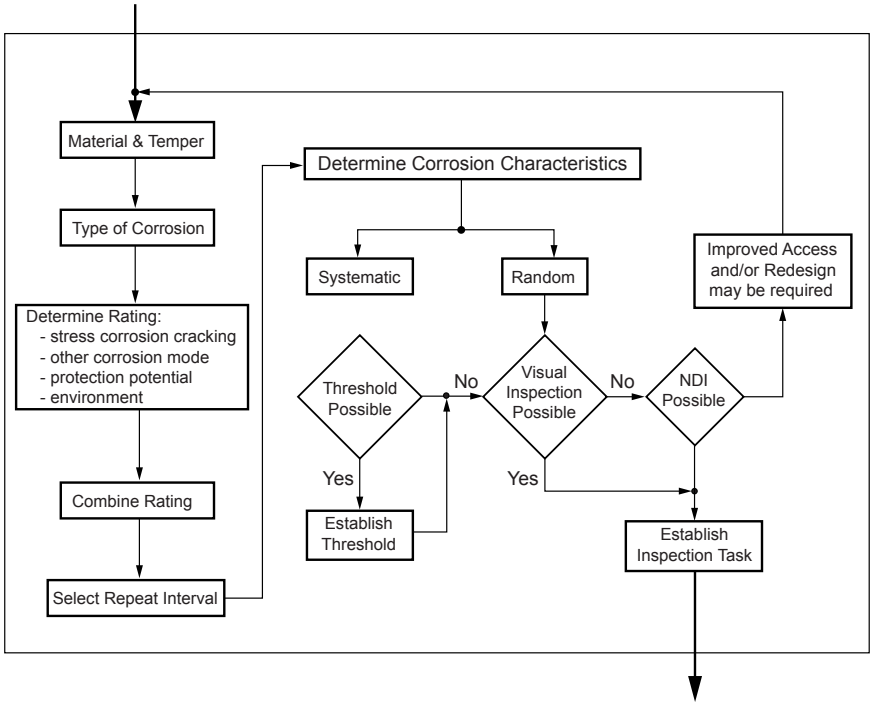 Material & Temper
Type of Corrosion
Determine Rating:
- stress corrosion cracking
- other corrosion mode
- protection potential
- environment
Combine Rating
Select Repeat Interval
Determine Corrosion Characteristics
Systematic
Random
Threshold
Possible
No
Yes
Establish
Threshold
Visual
Inspection
Possible
No
Yes
NDI
Possible
Improved Access
and/or Redesign
may be required
Establish
Inspection Task